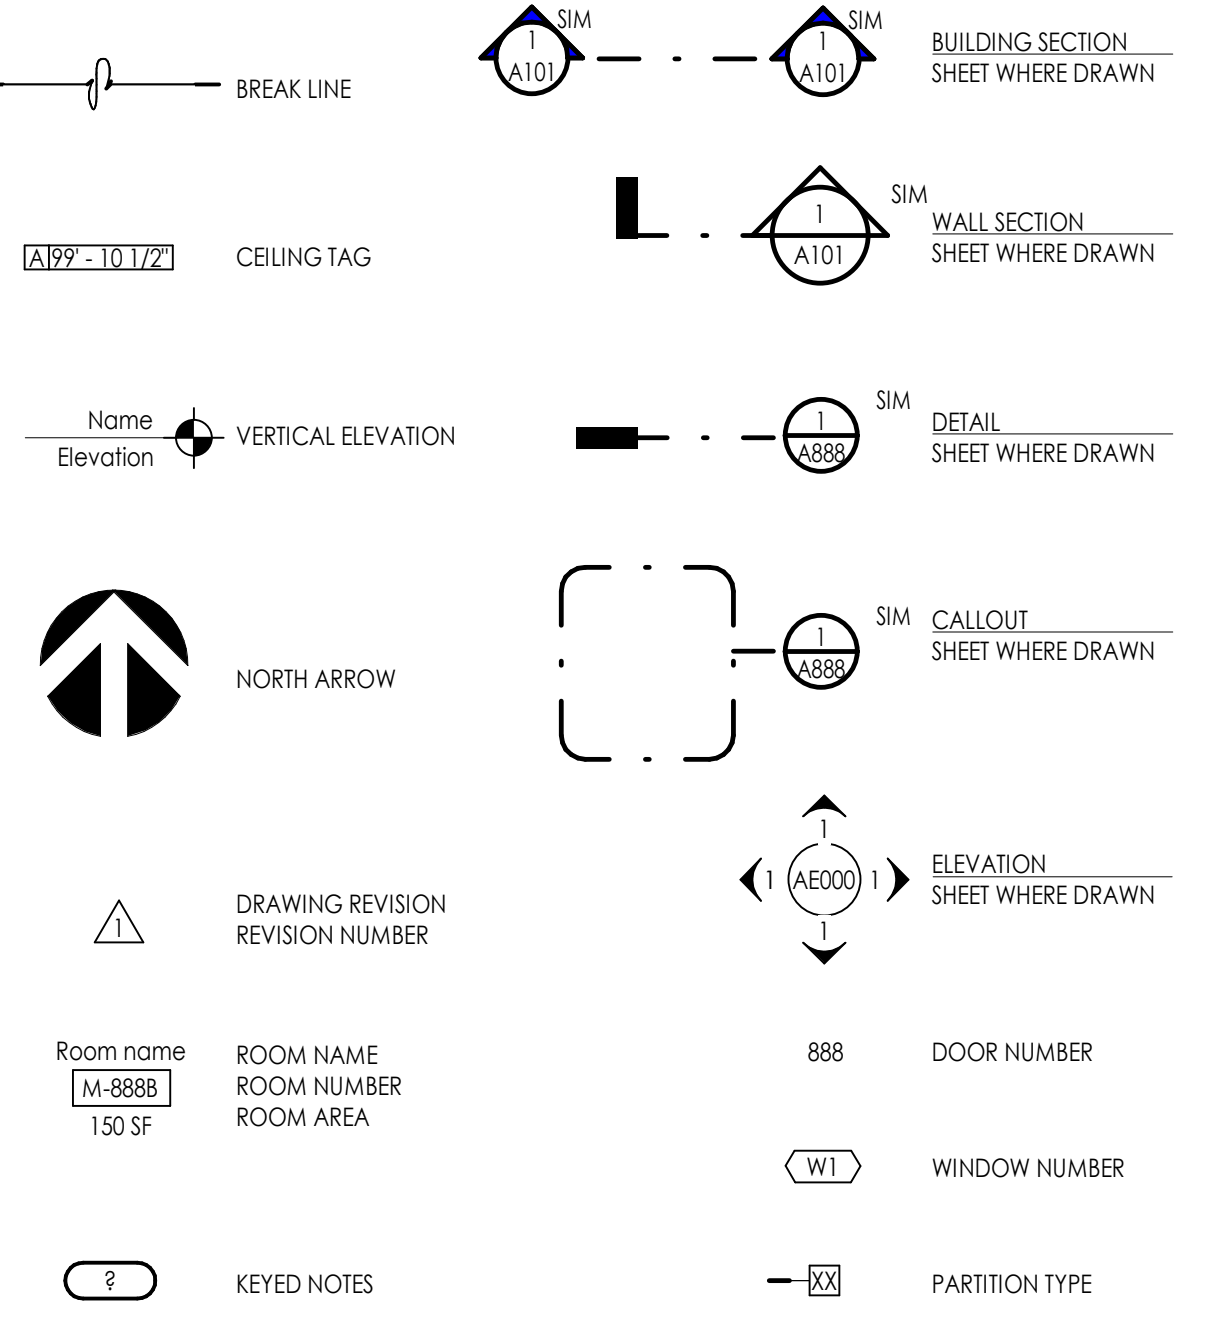 BREAK LINE
A 99' - 10 1/2"
CEILING TAG
Name
Elevation
VERTICAL ELEVATION
NORTH ARROW
1
DRAWING REVISION
REVISION NUMBER
Room name
M-888B
150 SF
ROOM NAME
ROOM NUMBER
ROOM AREA
?
KEYED NOTES
SIM
1
A101
SIM
1
A101
BUILDING SECTION
SHEET WHERE DRAWN
SIM
1
A101
WALL SECTION
SHEET WHERE DRAWN
SIM
1
A888
DETAIL
SHEET WHERE DRAWN
SIM
1
A888
CALLOUT
SHEET WHERE DRAWN
1
1 AE000 1
1
ELEVATION
SHEET WHERE DRAWN
888
DOOR NUMBER
W1
WINDOW NUMBER
XX
PARTITION TYPE